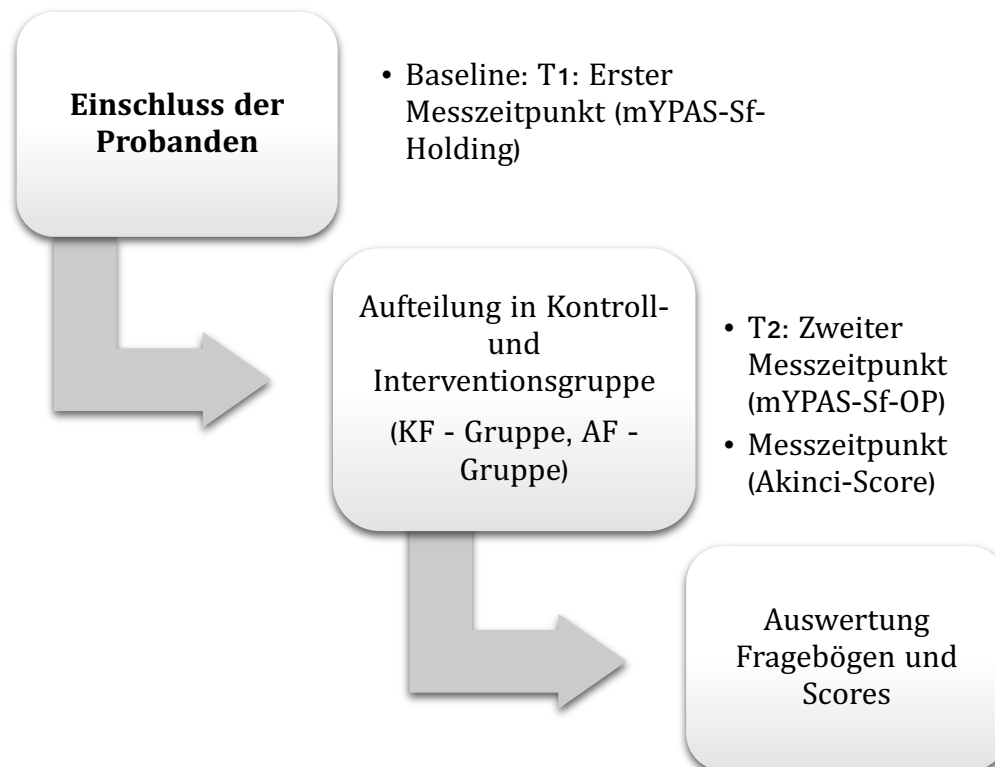 Einschluss der
Probanden
• Baseline: T1: Erster
Messzeitpunkt (mYPAS-Sf-
Holding)
Aufteilung in Kontroll-
und
Interventionsgruppe
(KF - Gruppe, AF -
Gruppe)
• T2: Zweiter
Messzeitpunkt
(mYPAS-Sf-OP)
• Messzeitpunkt
(Akinci-Score)
Auswertung
Fragebögen und
Scores